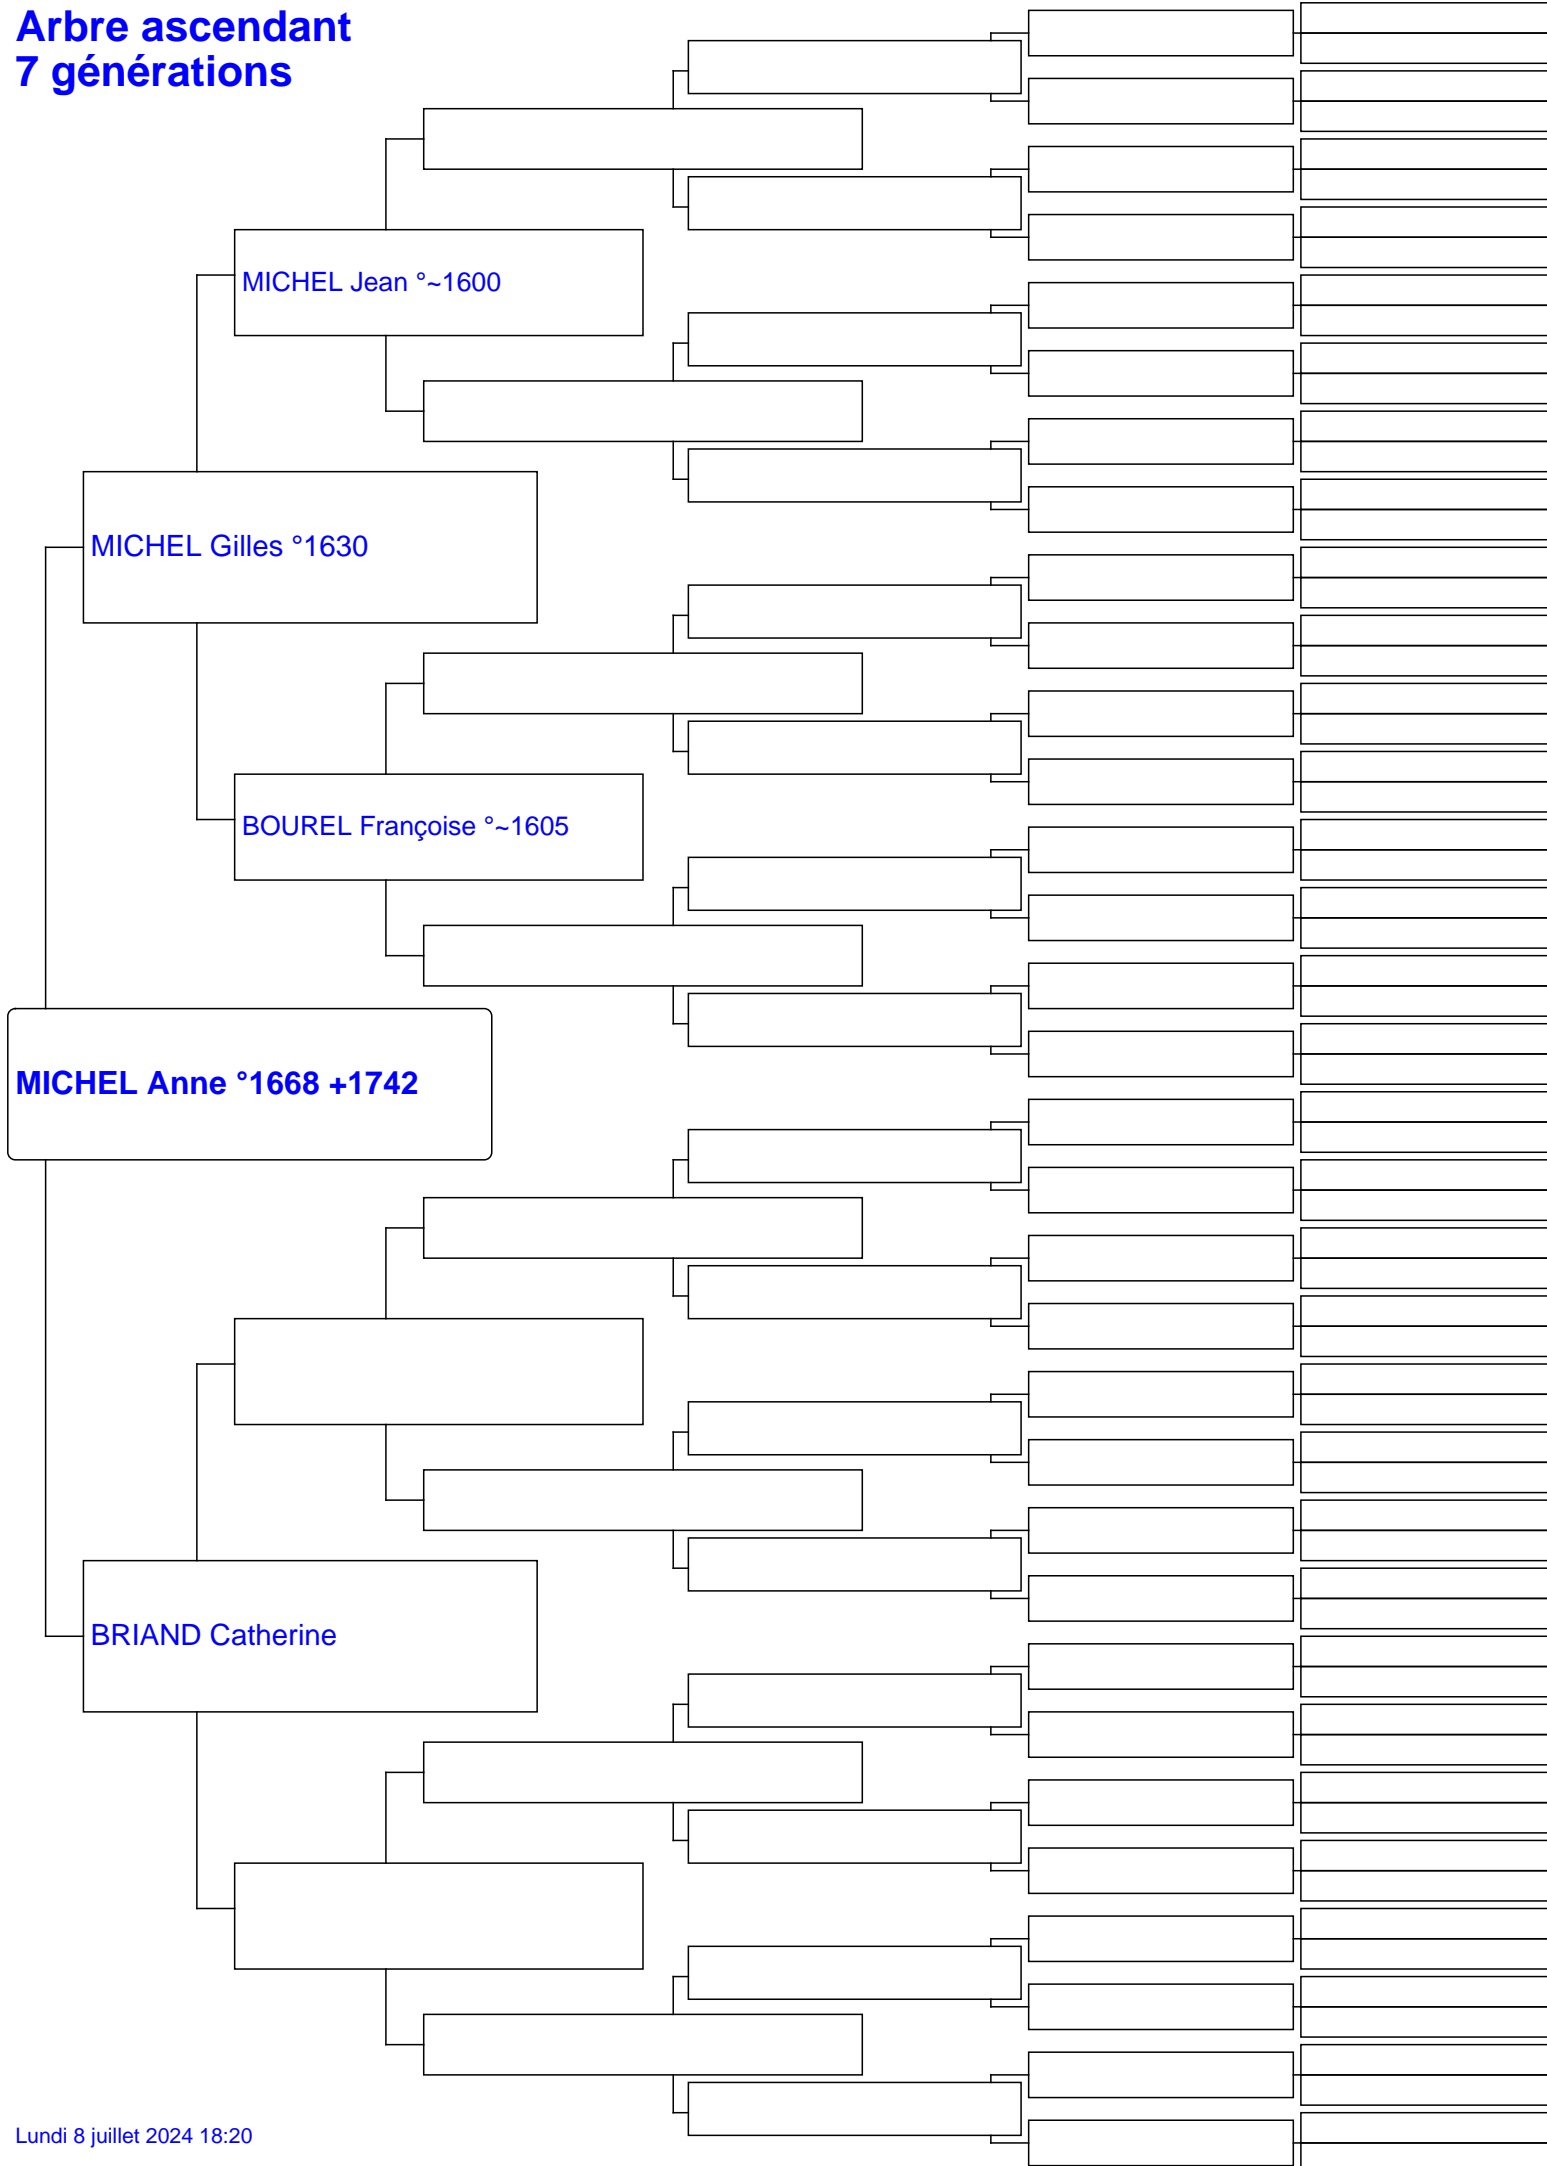 Arbre ascendant
7 générations
MICHEL Jean °~1600
MICHEL Gilles °1630
BOUREL Françoise °~1605
MICHEL Anne °1668 +1742
BRIAND Catherine
Lundi 8 juillet 2024 18:20